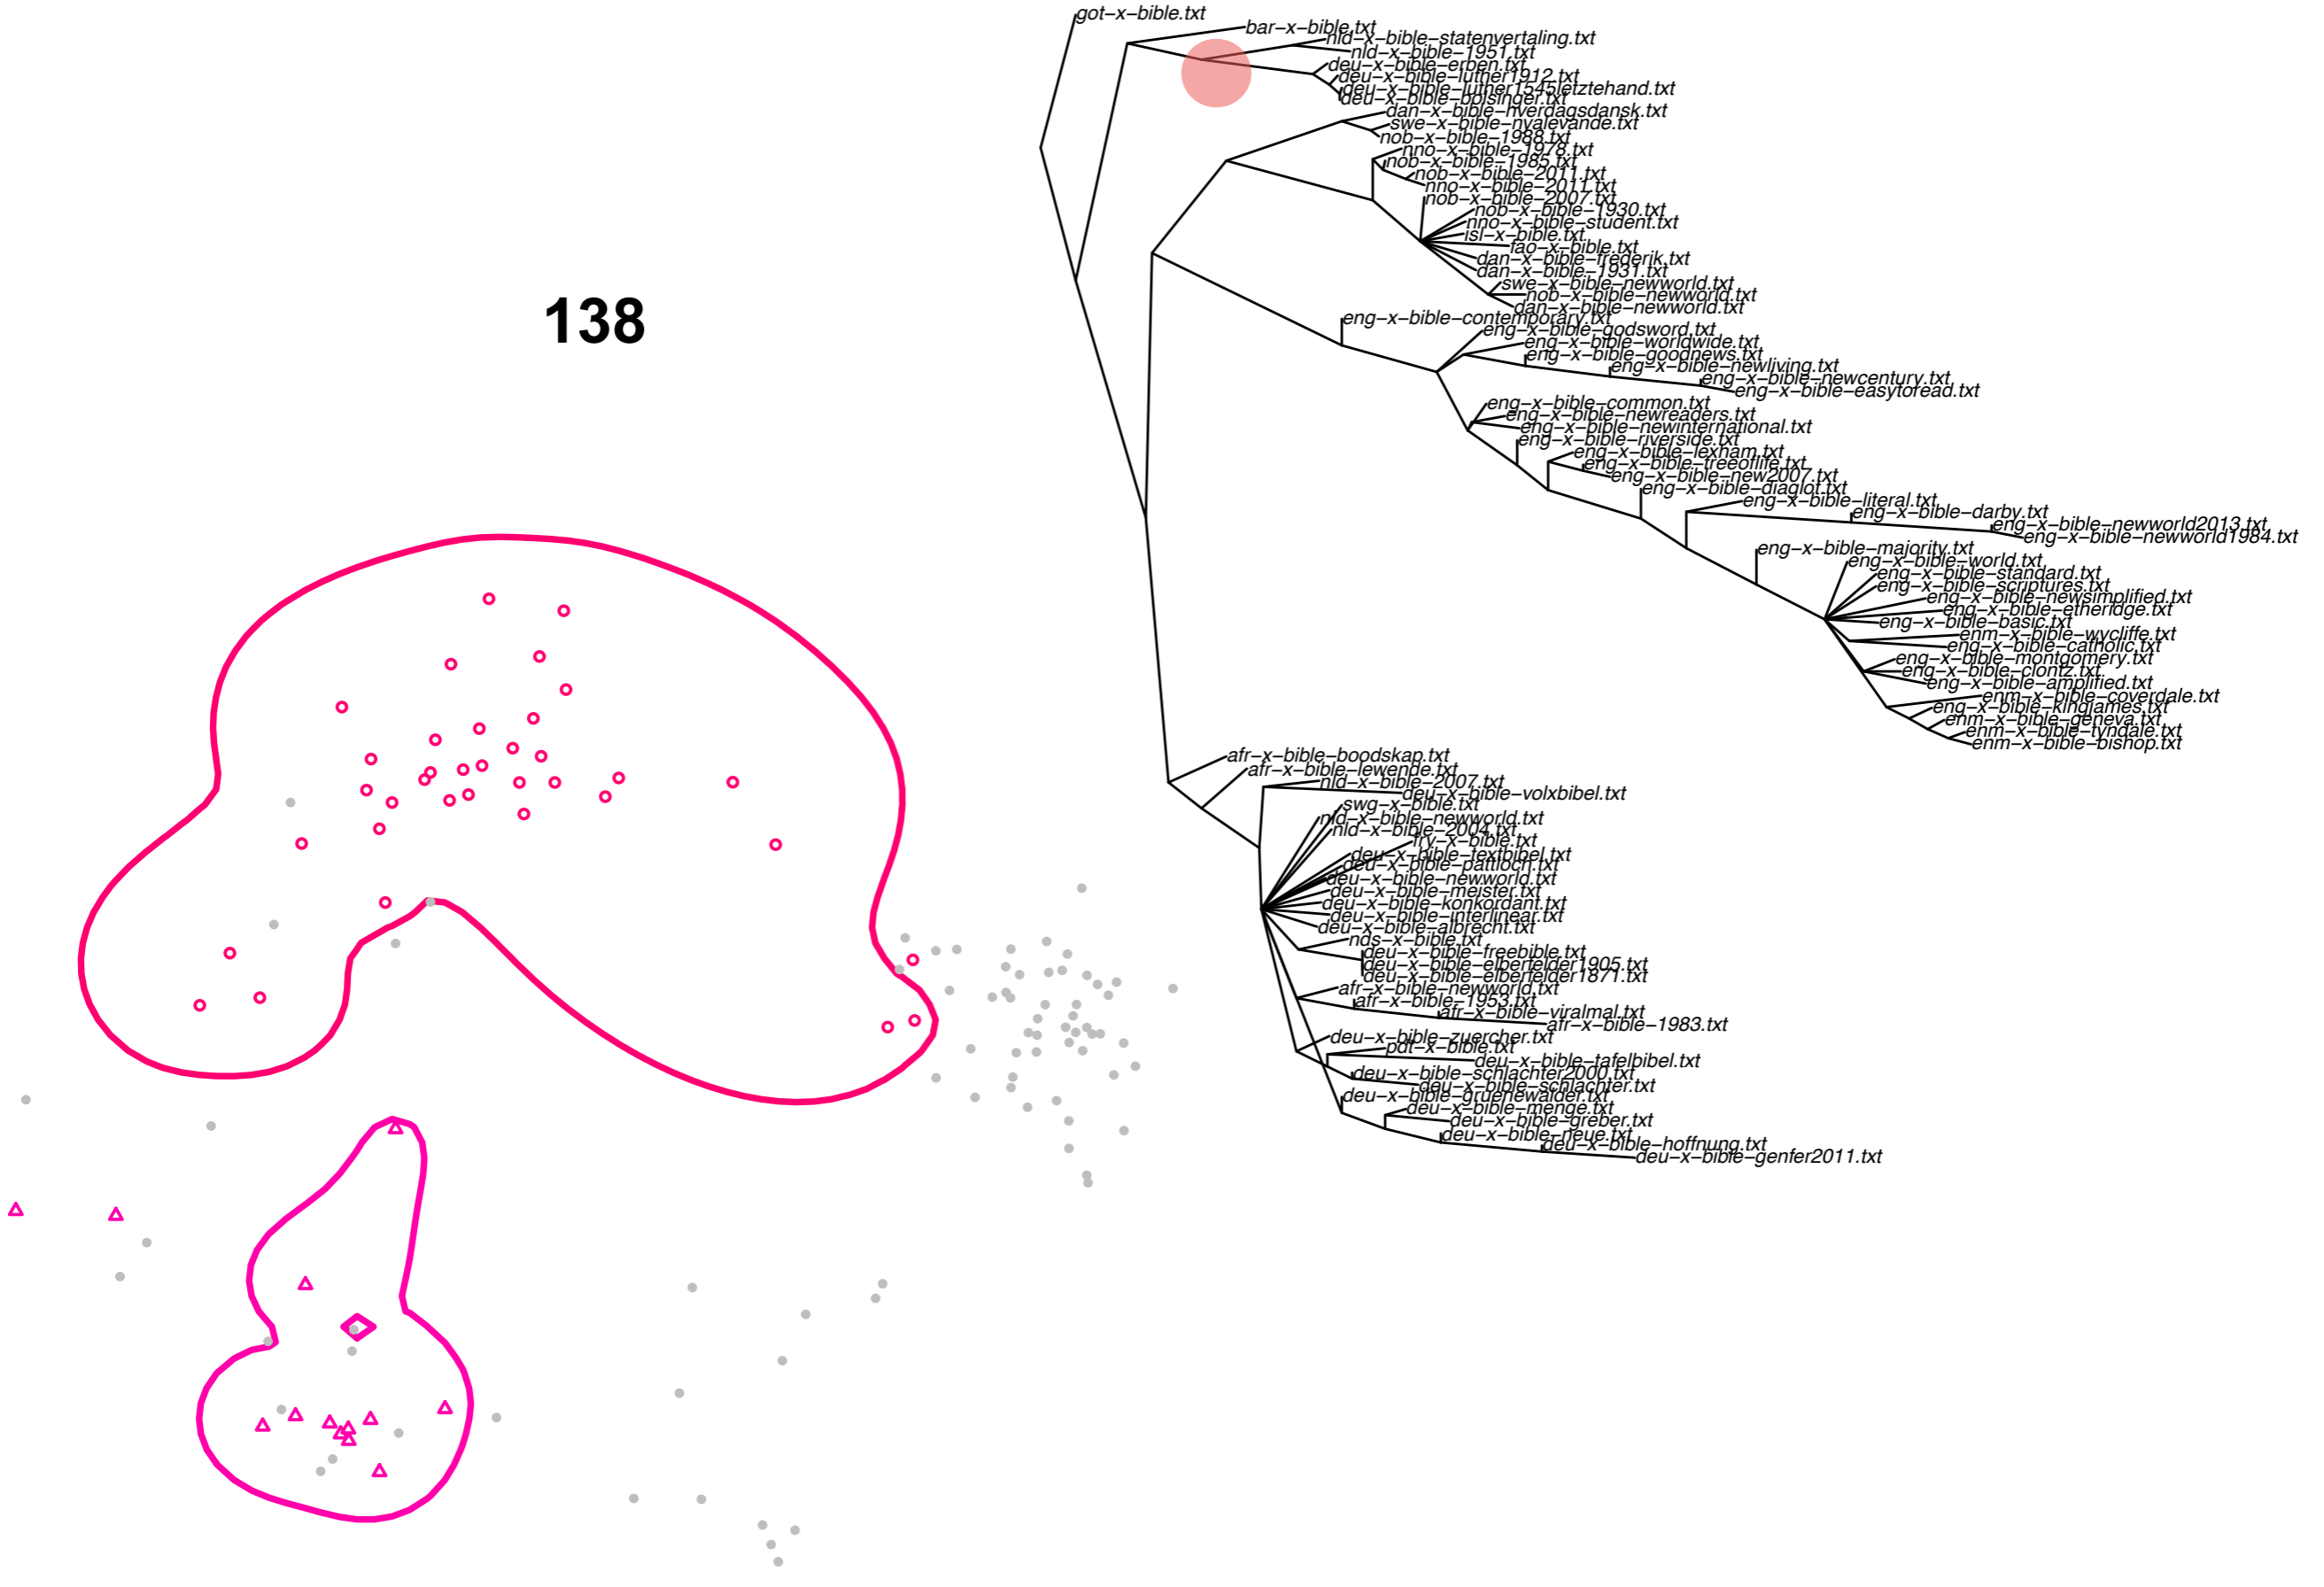 got-x-bible.txt
bar-x-bible.txt
nld-x-bible-statenvertaling.txt
nld-x-bible-1951.txt
deu-x-bible-erben.txt
deu-x-bible-luther1912.txt
deu-x-bible-luther1545letztehand.txt
deu-x-bible-bolsinger.txt
dan-x-bible-hverdagsdansk.txt
swe-x-bible-nyalevande.txt
nob-x-bible-1988.txt
nno-x-bible-1978.txt
nob-x-bible-1985.txt
nob-x-bible-2011.txt
nno-x-bible-2011.txt
nob-x-bible-2007.txt
nob-x-bible-1930.txt
nno-x-bible-student.txt
isl-x-bible.txt
fao-x-bible.txt
dan-x-bible-frederik.txt
dan-x-bible-1931.txt
swe-x-bible-newworld.txt
nob-x-bible-newworld.txt
dan-x-bible-newworld.txt
138
eng-x-bible-contemporary.txt
eng-x-bible-godsword.txt
eng-x-bible-worldwide.txt
eng-x-bible-goodnews.txt
eng-x-bible-newliving.txt
eng-x-bible-newcentury.txt
eng-x-bible-easytoread.txt
eng-x-bible-common.txt
eng-x-bible-newreaders.txt
eng-x-bible-newinternational.txt
eng-x-bible-riverside.txt
eng-x-bible-lexham.txt
eng-x-bible-treeoflife.txt
eng-x-bible-new2007.txt
eng-x-bible-diaglot.txt
eng-x-bible-literal.txt
eng-x-bible-darby.txt
eng-x-bible-newworld2013.txt
eng-x-bible-newworld1984.txt
eng-x-bible-majority.txt
eng-x-bible-world.txt
eng-x-bible-standard.txt
eng-x-bible-scriptures.txt
eng-x-bible-newsimplified.txt
eng-x-bible-etheridge.txt
eng-x-bible-basic.txt
enm-x-bible-wycliffe.txt
eng-x-bible-catholic.txt
eng-x-bible-montgomery.txt
eng-x-bible-clontz.txt
eng-x-bible-amplified.txt
enm-x-bible-coverdale.txt
eng-x-bible-kingjames.txt
enm-x-bible-geneva.txt
enm-x-bible-tyndale.txt
enm-x-bible-bishop.txt
afr-x-bible-boodskap.txt
afr-x-bible-lewende.txt
nld-x-bible-2007.txt
deu-x-bible-volxbibel.txt
swg-x-bible.txt
nld-x-bible-newworld.txt
nld-x-bible-2004.txt
fry-x-bible.txt
deu-x-bible-textbibel.txt
deu-x-bible-pattloch.txt
deu-x-bible-newworld.txt
deu-x-bible-meister.txt
deu-x-bible-konkordant.txt
deu-x-bible-interlinear.txt
deu-x-bible-albrecht.txt
nds-x-bible.txt
deu-x-bible-freebible.txt
deu-x-bible-elberfelder1905.txt
deu-x-bible-elberfelder1871.txt
afr-x-bible-newworld.txt
afr-x-bible-1953.txt
afr-x-bible-viralmal.txt
afr-x-bible-1983.txt
deu-x-bible-zuercher.txt
pdt-x-bible.txt
deu-x-bible-tafelbibel.txt
deu-x-bible-schlachter2000.txt
deu-x-bible-schlachter.txt
deu-x-bible-gruenewalder.txt
deu-x-bible-menge.txt
deu-x-bible-greber.txt
deu-x-bible-neue.txt
deu-x-bible-hoffnung.txt
deu-x-bible-genfer2011.txt